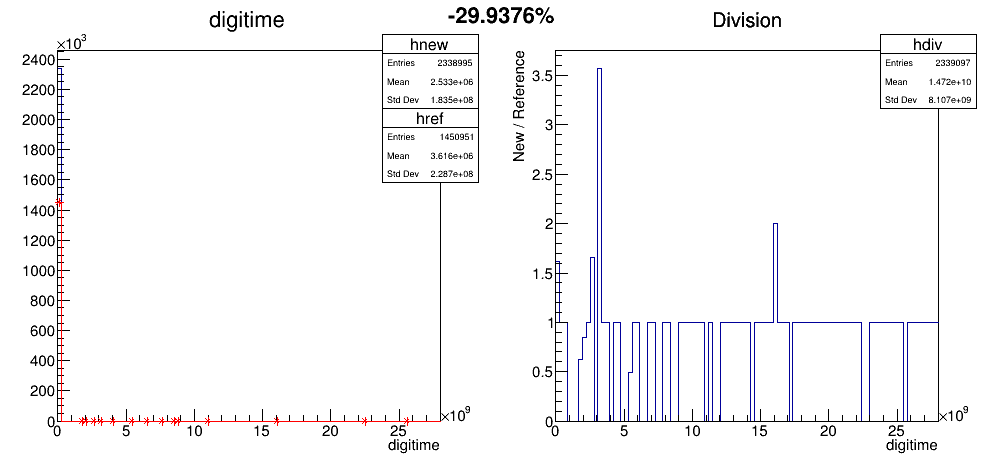 -29.9376%
digitime
×10³
hnew
Entries 2338995
Mean 2.533e+06
Std Dev 1.835e+08
href
Entries 1450951
Mean 3.616e+06
Std Dev 2.287e+08
2400
2200
2000
1800
1600
1400
1200
1000
800
600
400
200
0
0 5 10 15 20 25 ×10⁹
digitime
Division
hdiv
Entries 2339097
Mean 1.472e+10
Std Dev 8.107e+09
New / Reference
3.5
3
2.5
2
1.5
1
0.5
0
0 5 10 15 20 25 ×10⁹
digitime